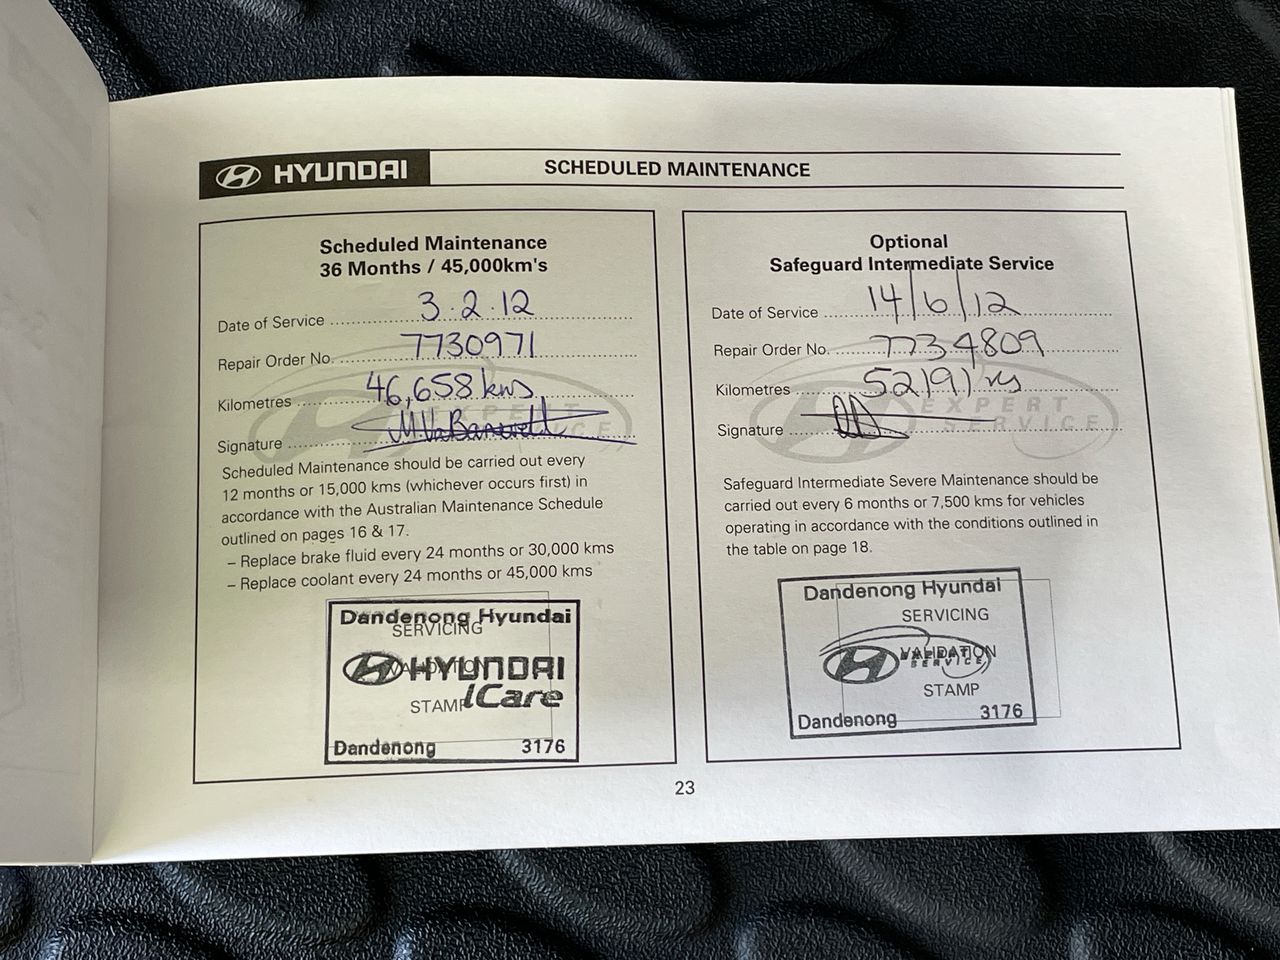 HYUNDAI
SCHEDULED MAINTENANCE
Scheduled Maintenance
36 Months / 45,000km's
Date of Service 3.2.12
Repair Order No. 7730971
Kilometres 46,658 kms
EXPERT
SERVICE
Signature
Scheduled Maintenance should be carried out every
12 months or 15,000 kms (whichever occurs first) in
accordance with the Australian Maintenance Schedule
outlined on pages 16 & 17.
– Replace brake fluid every 24 months or 30,000 kms
– Replace coolant every 24 months or 45,000 kms
Dandenong Hyundai
SERVICING
VALIDATION
HYUNDAI
STAMP
iCare
Dandenong 3176
Optional
Safeguard Intermediate Service
Date of Service 14/6/12
Repair Order No. 7734809
Kilometres 52191
EXPERT
SERVICE
Signature
Safeguard Intermediate Severe Maintenance should be
carried out every 6 months or 7,500 kms for vehicles
operating in accordance with the conditions outlined in
the table on page 18.
Dandenong Hyundai
SERVICING
VALIDATION
SERVICE
STAMP
Dandenong 3176
23